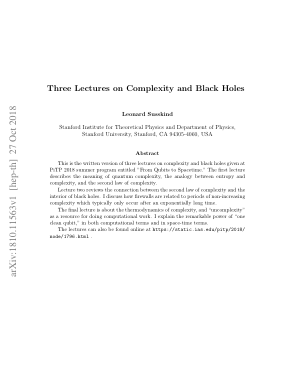 arXiv:1810.11563v1 [hep-th] 27 Oct 2018
Three Lectures on Complexity and Black Holes
Leonard Susskind
Stanford Institute for Theoretical Physics and Department of Physics,
Stanford University, Stanford, CA 94305-4060, USA
Abstract
This is the written version of three lectures on complexity and black holes given at
PiTP 2018 summer program entitled "From Qubits to Spacetime." The first lecture
describes the meaning of quantum complexity, the analogy between entropy and
complexity, and the second law of complexity.
Lecture two reviews the connection between the second law of complexity and the
interior of black holes. I discuss how firewalls are related to periods of non-increasing
complexity which typically only occur after an exponentially long time.
The final lecture is about the thermodynamics of complexity, and "uncomplexity"
as a resource for doing computational work. I explain the remarkable power of "one
clean qubit," in both computational terms and in space-time terms.
The lectures can also be found online at https://static.ias.edu/pitp/2018/
node/1796.html .